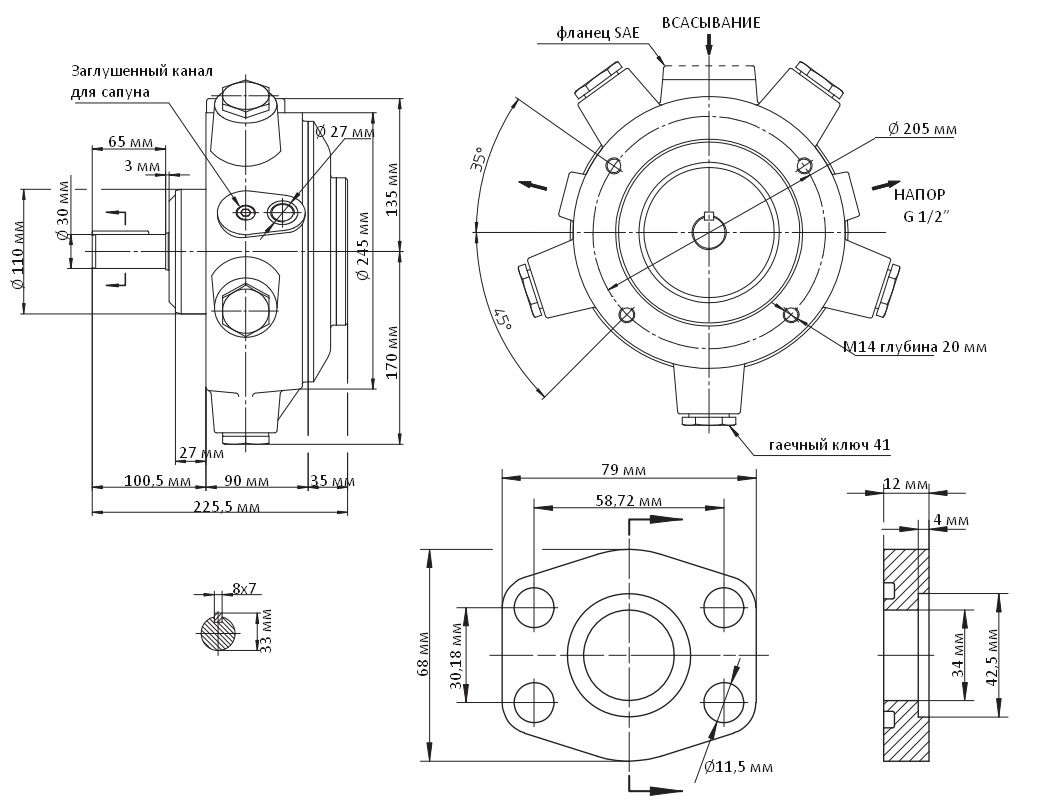 ВСАСЫВАНИЕ
фланец SAE
Заглушенный канал
для сапуна
Ø 27 мм
65 мм
3 мм
Ø 30 мм
Ø 110 мм
135 мм
Ø 245 мм
170 мм
27 мм
100,5 мм
90 мм
35 мм
225,5 мм
35°
45°
Ø 205 мм
НАПОР
G 1/2”
М14 глубина 20 мм
гаечный ключ 41
79 мм
58,72 мм
12 мм
4 мм
8x7
33 мм
68 мм
30,18 мм
34 мм
42,5 мм
Ø11,5 мм